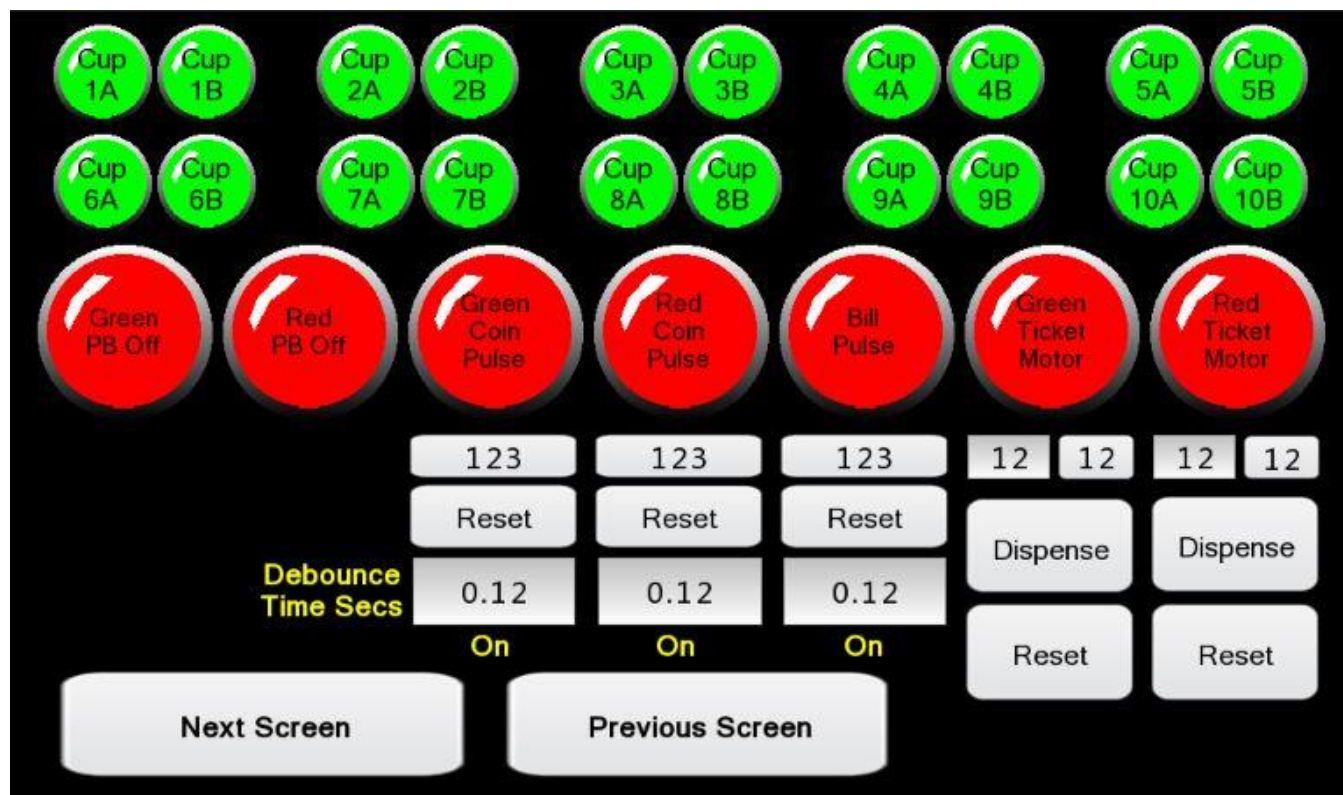 Cup Cup Cup Cup Cup Cup Cup Cup Cup Cup
1A 1B 2A 2B 3A 3B 4A 4B 5A 5B
Cup Cup Cup Cup Cup Cup Cup Cup Cup Cup
6A 6B 7A 7B 8A 8B 9A 9B 10A 10B
Green
PB Off
Red
PB Off
Green
Coin
Pulse
Red
Coin
Pulse
Bill
Pulse
Green
Ticket
Motor
Red
Ticket
Motor
123 123 123 12 12 12 12
Reset Reset Reset
Dispense Dispense
Debounce
Time Secs
0.12 0.12 0.12
On On On
Reset Reset
Next Screen Previous Screen